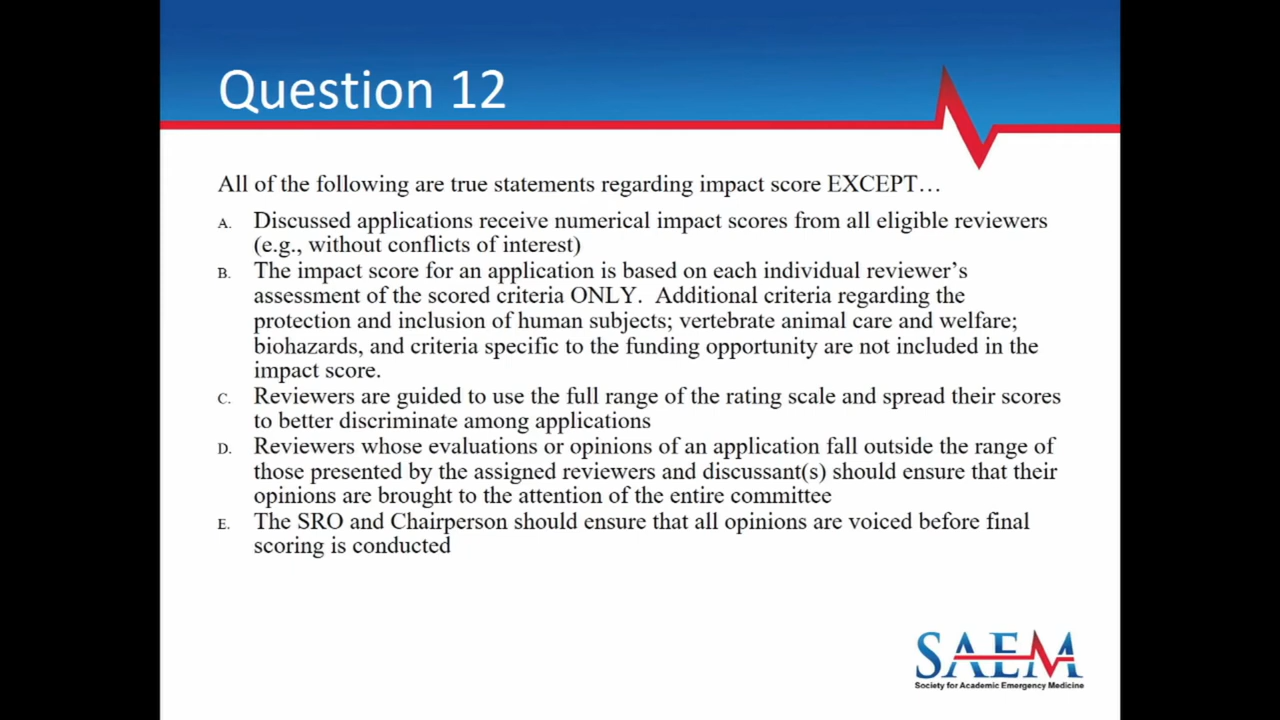 Question 12
All of the following are true statements regarding impact score EXCEPT…
A. Discussed applications receive numerical impact scores from all eligible reviewers
(e.g., without conflicts of interest)
B. The impact score for an application is based on each individual reviewer’s
assessment of the scored criteria ONLY.  Additional criteria regarding the
protection and inclusion of human subjects; vertebrate animal care and welfare;
biohazards, and criteria specific to the funding opportunity are not included in the
impact score.
C. Reviewers are guided to use the full range of the rating scale and spread their scores
to better discriminate among applications
D. Reviewers whose evaluations or opinions of an application fall outside the range of
those presented by the assigned reviewers and discussant(s) should ensure that their
opinions are brought to the attention of the entire committee
E. The SRO and Chairperson should ensure that all opinions are voiced before final
scoring is conducted
SAEM
Society for Academic Emergency Medicine